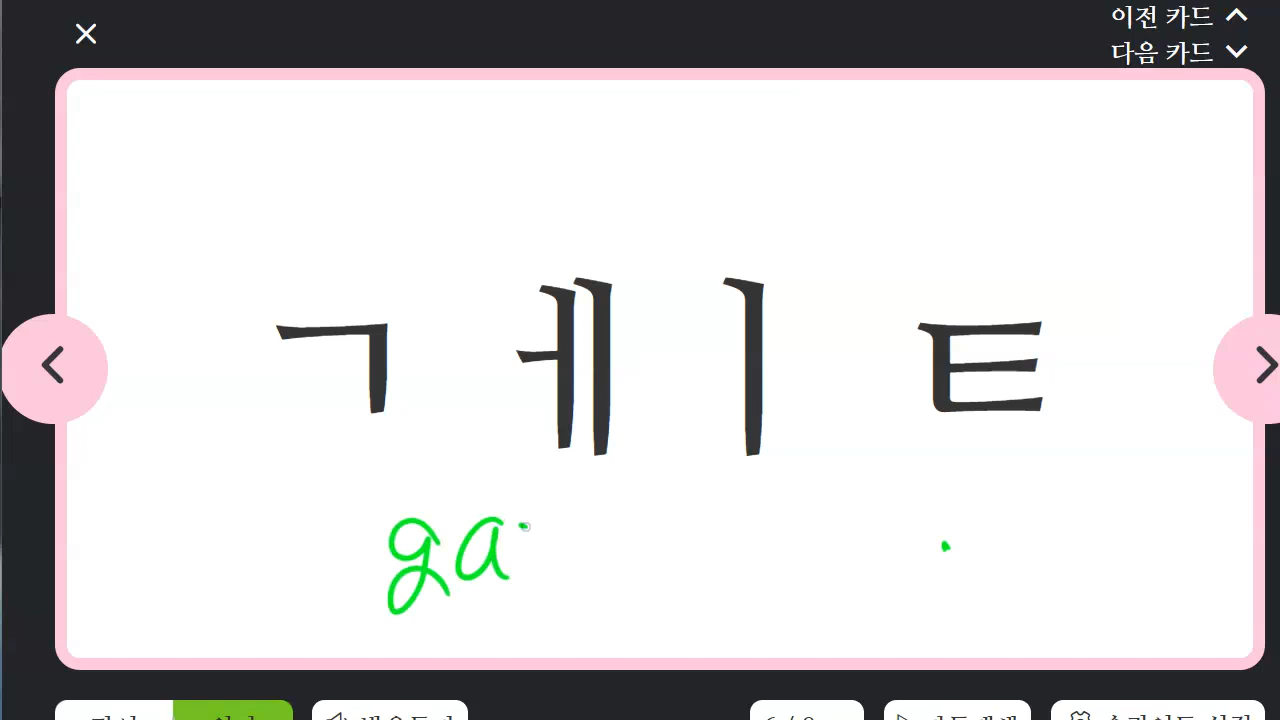 이전 카드
다음 카드
ㄱ ㅔ ㅣ ㅌ
ga